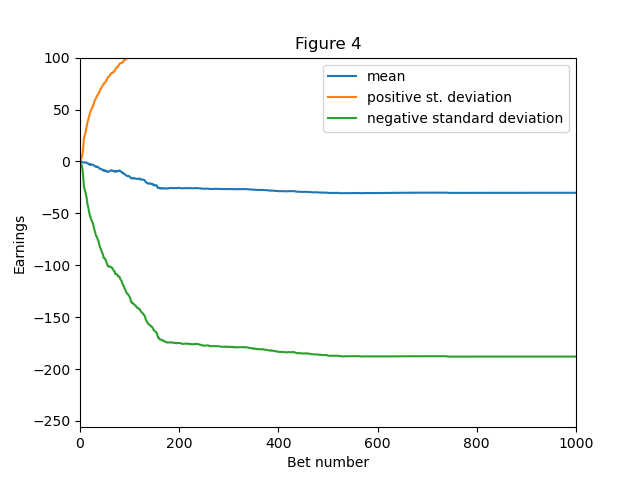 Figure 4
mean
positive st. deviation
negative standard deviation
100
50
0
−50
−100
−150
−200
−250
Earnings
0 200 400 600 800 1000
Bet number